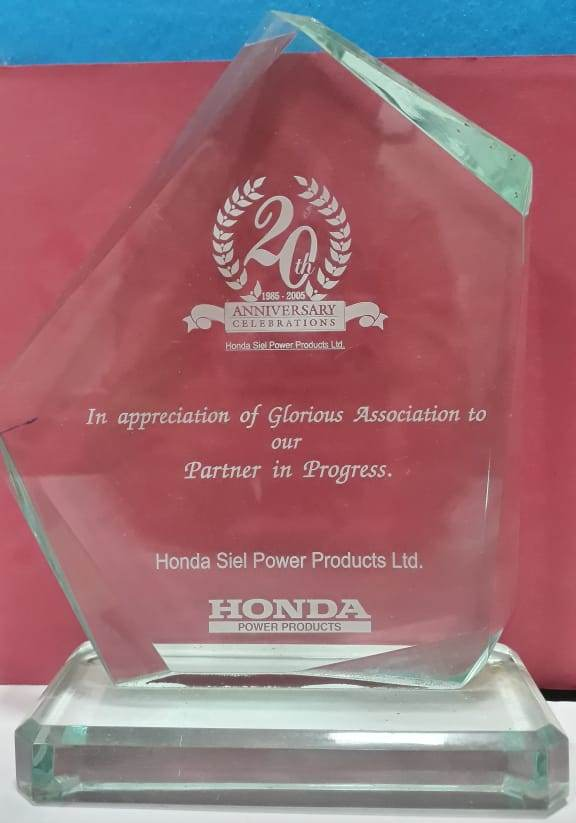 20th
1985 - 2005
ANNIVERSARY
CELEBRATIONS
Honda Siel Power Products Ltd.
In appreciation of Glorious Association to
our
Partner in Progress.
Honda Siel Power Products Ltd.
HONDA
POWER PRODUCTS